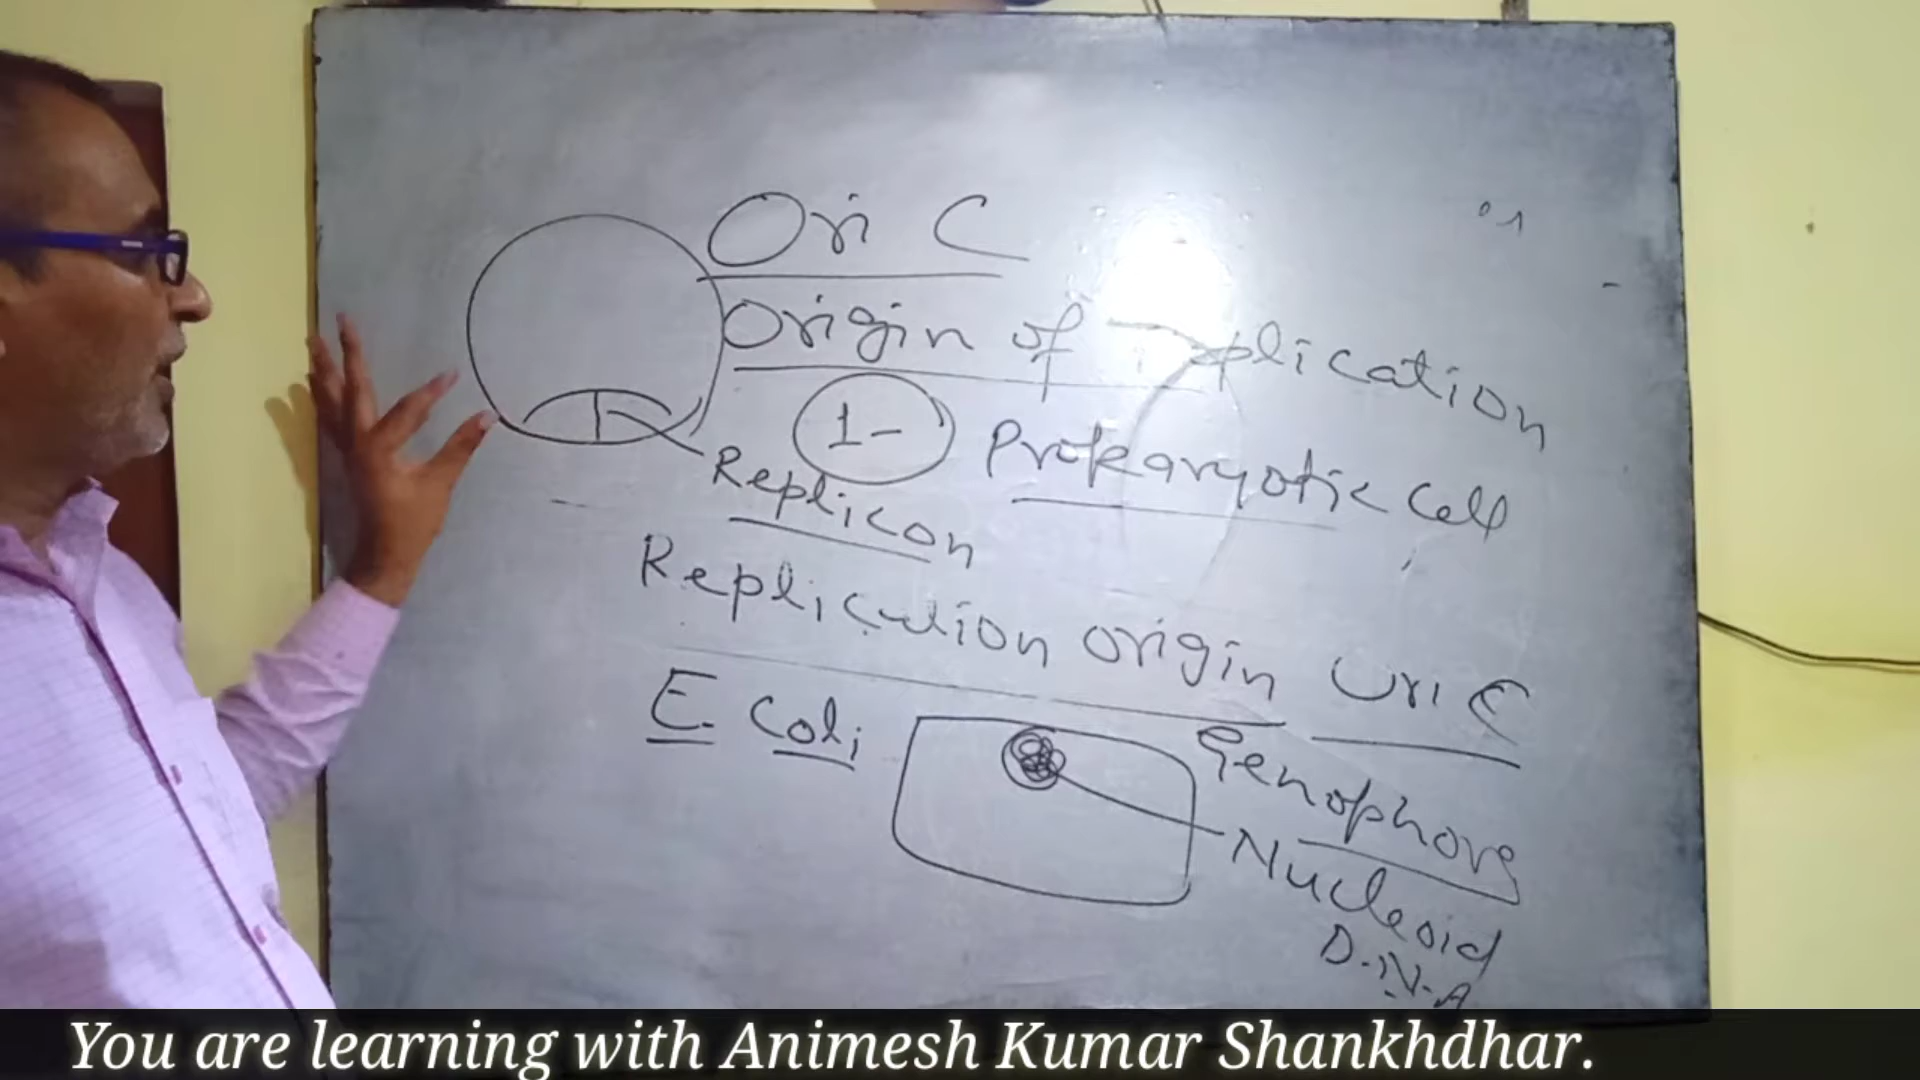 Ori C
Origin of replication
1- Prokaryotic Cell
Replicon
Replication origin Ori C
E. Coli
Genophore
Nucleoid
D.N.A
You are learning with Animesh Kumar Shankhdhar.